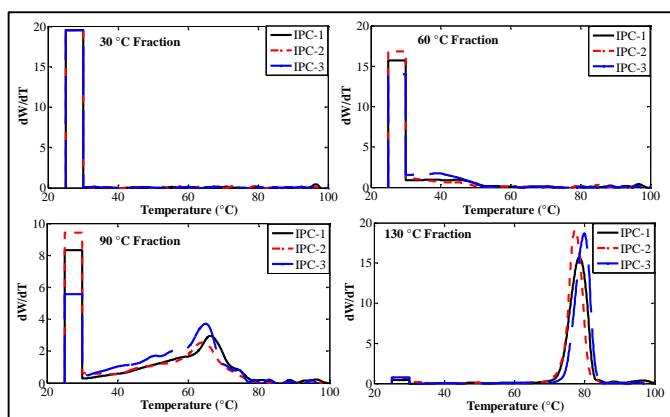 30 °C Fraction
IPC-1
IPC-2
IPC-3
dW/dT
20
15
10
5
0
40 60 80 100
Temperature (°C)
60 °C Fraction
IPC-1
IPC-2
IPC-3
dW/dT
20
15
10
5
0
40 60 80 100
Temperature (°C)
90 °C Fraction
IPC-1
IPC-2
IPC-3
dW/dT
10
8
6
4
2
0
40 60 80 100
Temperature (°C)
130 °C Fraction
IPC-1
IPC-2
IPC-3
dW/dT
20
15
10
5
0
20 40 60 80 100
Temperature (°C)